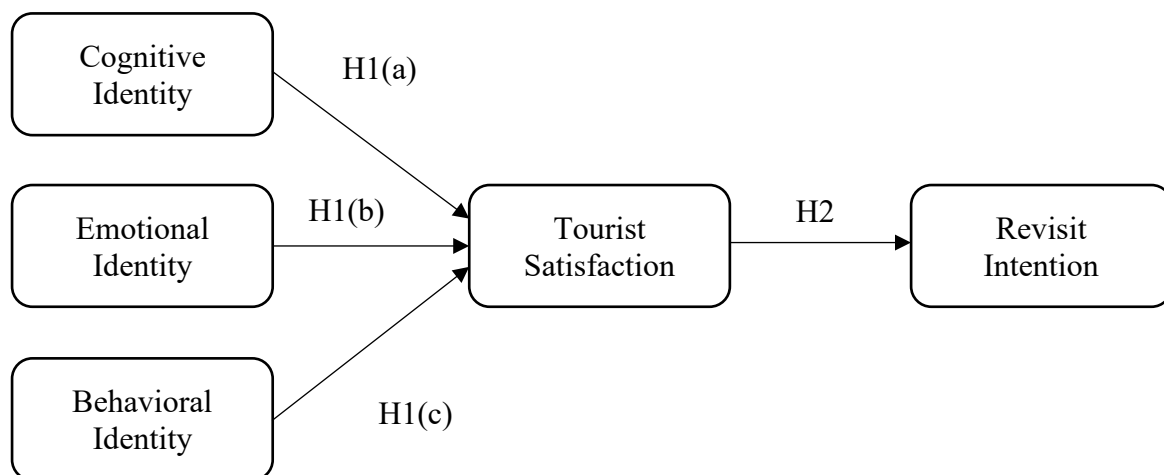 Cognitive
Identity
H1(a)
Emotional
Identity
H1(b)
Tourist
Satisfaction
H2
Revisit
Intention
Behavioral
Identity
H1(c)